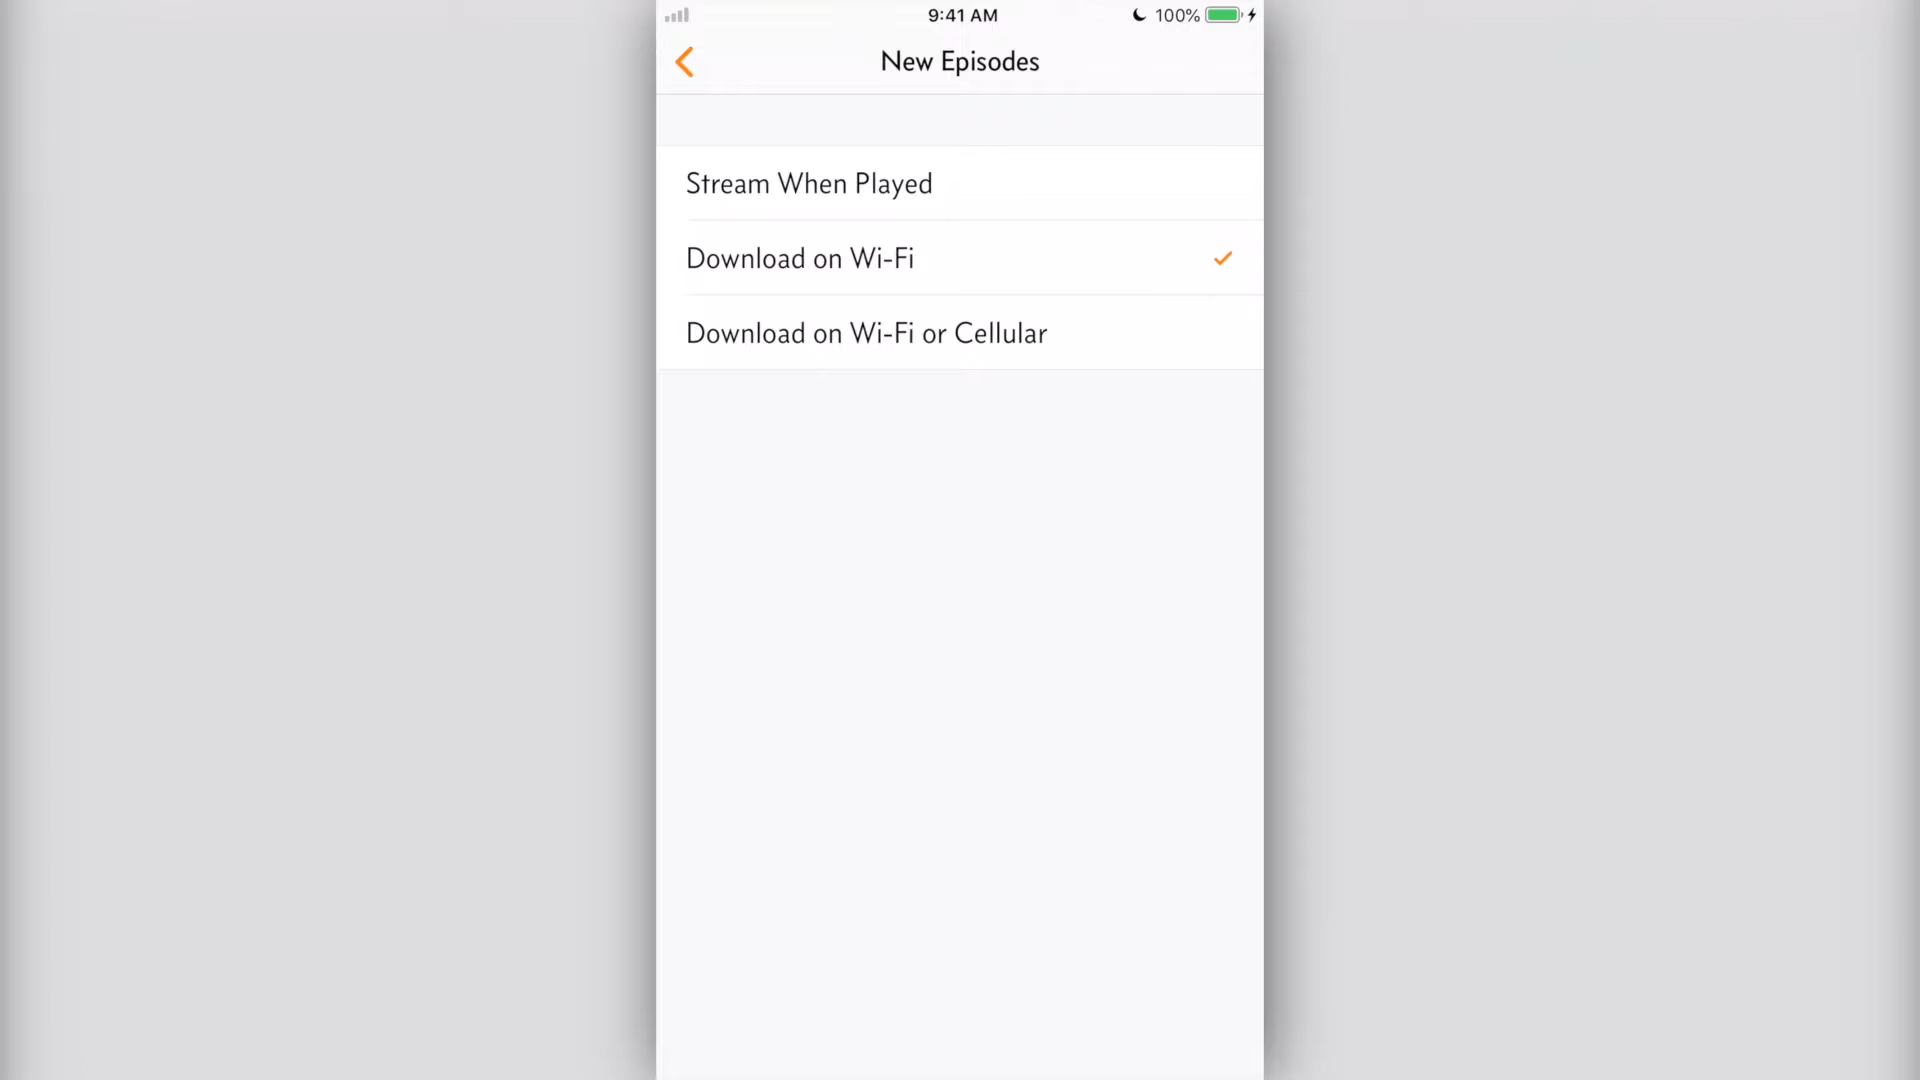 9:41 AM
100%
New Episodes
Stream When Played
Download on Wi-Fi
Download on Wi-Fi or Cellular